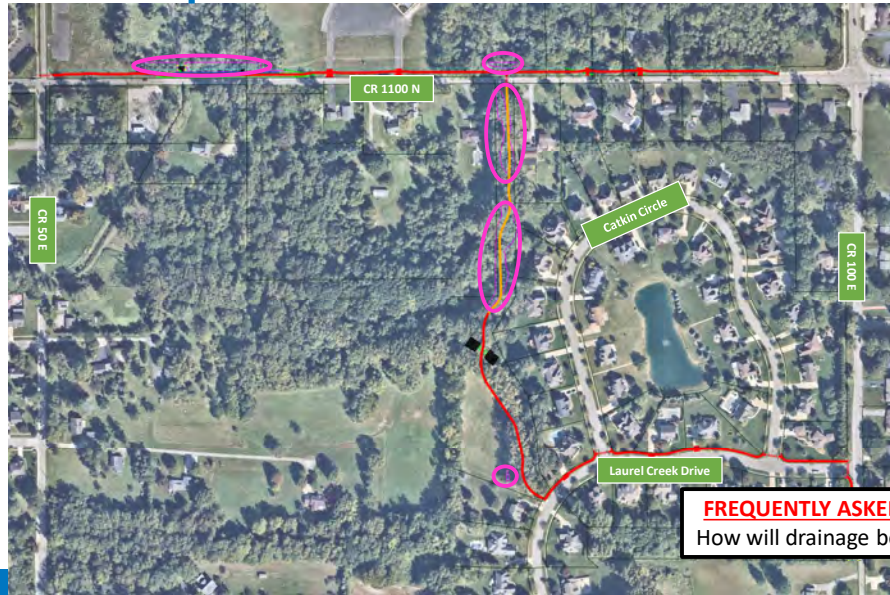 CR 1100 N
CR 50 E
Catkin Circle
CR 100 E
Laurel Creek Drive
FREQUENTLY ASKE
How will drainage b